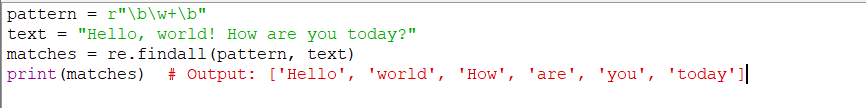 pattern = r"\b\w+\b"
text = "Hello, world! How are you today?"
matches = re.findall(pattern, text)
print(matches)  # Output: ['Hello', 'world', 'How', 'are', 'you', 'today']